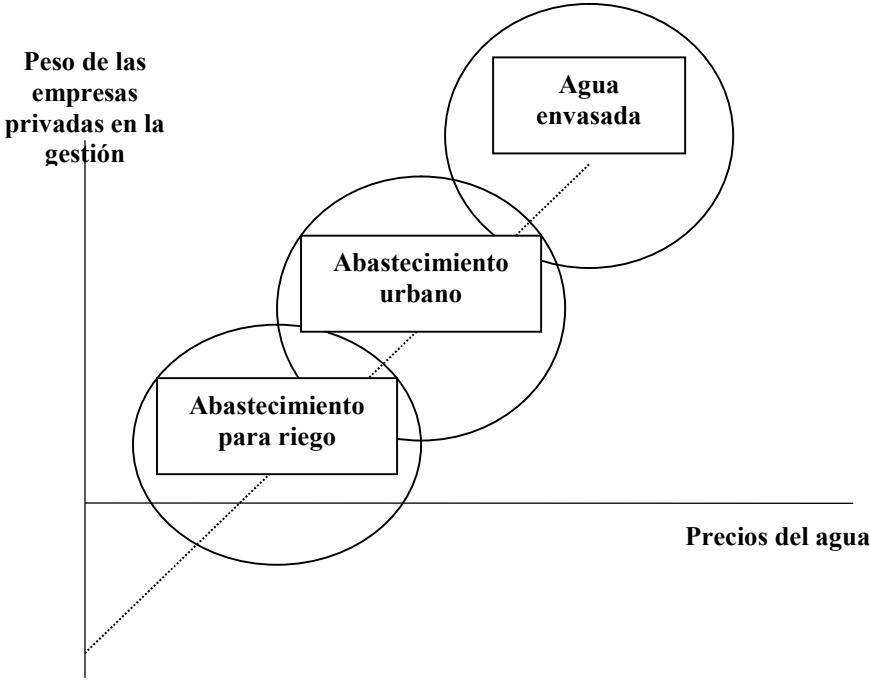 Peso de las
empresas
privadas en la
gestión
Agua
envasada
Abastecimiento
urbano
Abastecimiento
para riego
Precios del agua